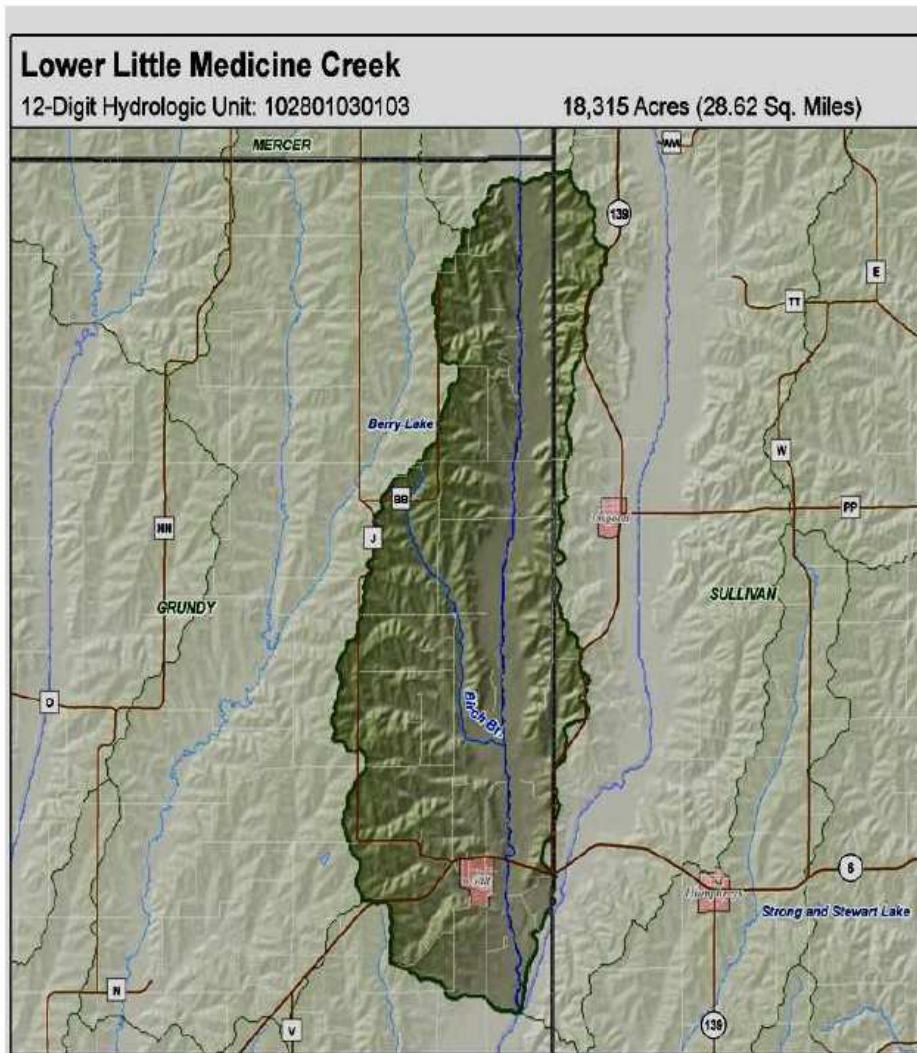 Lower Little Medicine Creek
12-Digit Hydrologic Unit: 102801030103
18,315 Acres (28.62 Sq. Miles)
MERCER
WW
139
E
TT
Berry Lake
W
BB
PP
NN
J
GRUNDY
SULLIVAN
O
Birch Br.
6
Strong and Stewart Lake
N
V
139